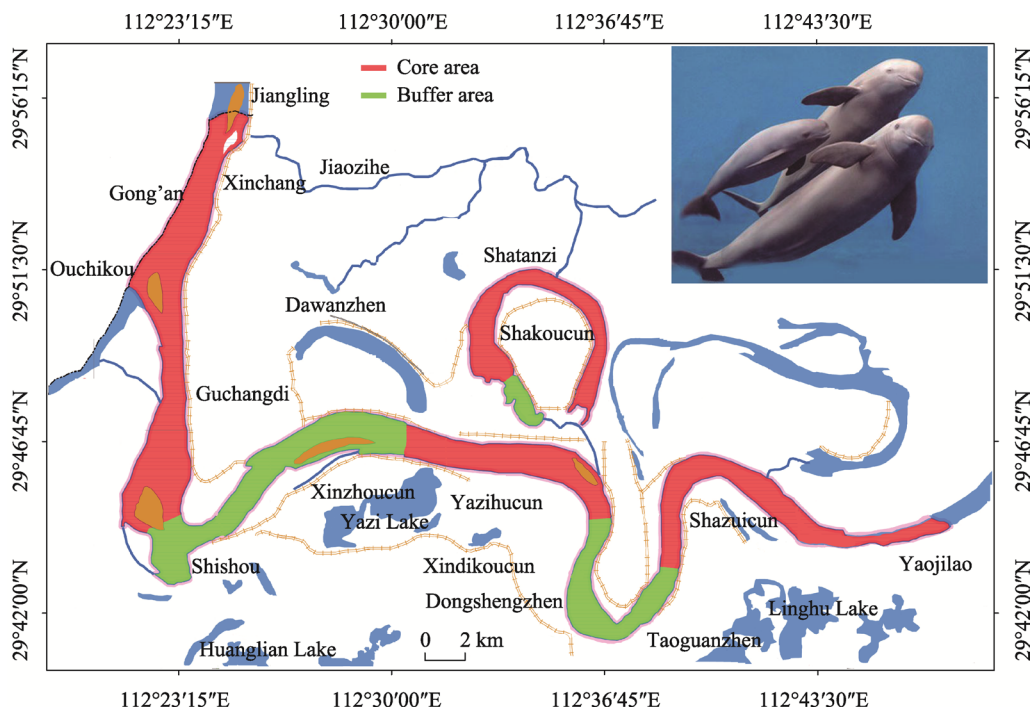 112°23′15″E
112°30′00″E
112°36′45″E
112°43′30″E
29°56′15″N
29°51′30″N
29°46′45″N
29°42′00″N
29°56′15″N
29°51′30″N
29°46′45″N
29°42′00″N
Core area
Buffer area
Jiangling
Jiaozihe
Xinchang
Gong’an
Ouchikou
Shatanzi
Dawanzhen
Shakoucun
Guchangdi
Xinzhoucun
Yazihucun
Yazi Lake
Shazuicun
Xindikoucun
Shishou
Yaojilao
Dongshengzhen
Linghu Lake
Taoguanzhen
Huanglian Lake
0 2 km
112°23′15″E
112°30′00″E
112°36′45″E
112°43′30″E